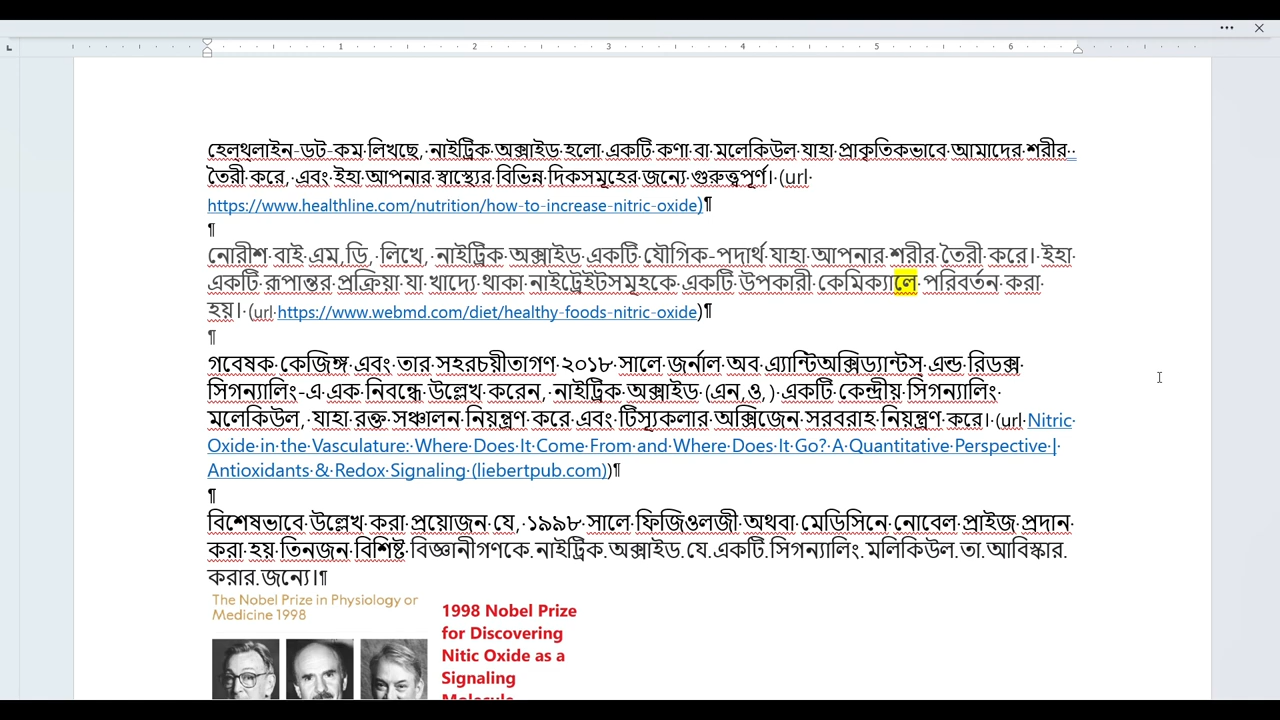 হেল্থলাইন-ডট-কম লিখছে, নাইট্রিক অক্সাইড হলো একটি কণা বা মলেকিউল যাহা প্রাকৃতিকভাবে আমাদের শরীর
তৈরী করে, এবং ইহা আপনার স্বাস্থ্যের বিভিন্ন দিকসমূহের জন্যে গুরুত্বপূর্ণ। (url
https://www.healthline.com/nutrition/how-to-increase-nitric-oxide)¶
¶
নোরীশ বাই এম,ডি, লিখে, নাইট্রিক অক্সাইড একটি যৌগিক-পদার্থ যাহা আপনার শরীর তৈরী করে। ইহা
একটি রূপান্তর প্রক্রিয়া যা খাদ্যে থাকা নাইট্রেইটসমূহকে একটি উপকারী কেমিক্যালে পরিবর্তন করা
হয়। (url https://www.webmd.com/diet/healthy-foods-nitric-oxide)¶
¶
গবেষক কেজিঙ্গ এবং তার সহরচয়ীতাগণ ২০১৮ সালে জর্নাল অব এ্যান্টিঅক্সিড্যান্টস্ এন্ড রিডক্স
সিগন্যালিং-এ এক নিবন্ধে উল্লেখ করেন, নাইট্রিক অক্সাইড (এন,ও,) একটি কেন্দ্রীয় সিগন্যালিং
মলেকিউল, যাহা রক্ত সঞ্চালন নিয়ন্ত্রণ করে এবং টিস্যুকলার অক্সিজেন সরবরাহ নিয়ন্ত্রণ করে। (url Nitric
Oxide in the Vasculature: Where Does It Come From and Where Does It Go? A Quantitative Perspective |
Antioxidants & Redox Signaling (liebertpub.com))¶
¶
বিশেষভাবে উল্লেখ করা প্রয়োজন যে, ১৯৯৮ সালে ফিজিওলজী অথবা মেডিসিনে নোবেল প্রাইজ প্রদান
করা হয় তিনজন বিশিষ্ট বিজ্ঞানীগণকে নাইট্রিক অক্সাইড যে একটি সিগন্যালিং মলিকিউল তা আবিস্কার
করার জন্যে।¶
The Nobel Prize in Physiology or
Medicine 1998
1998 Nobel Prize
for Discovering
Nitic Oxide as a
Signaling